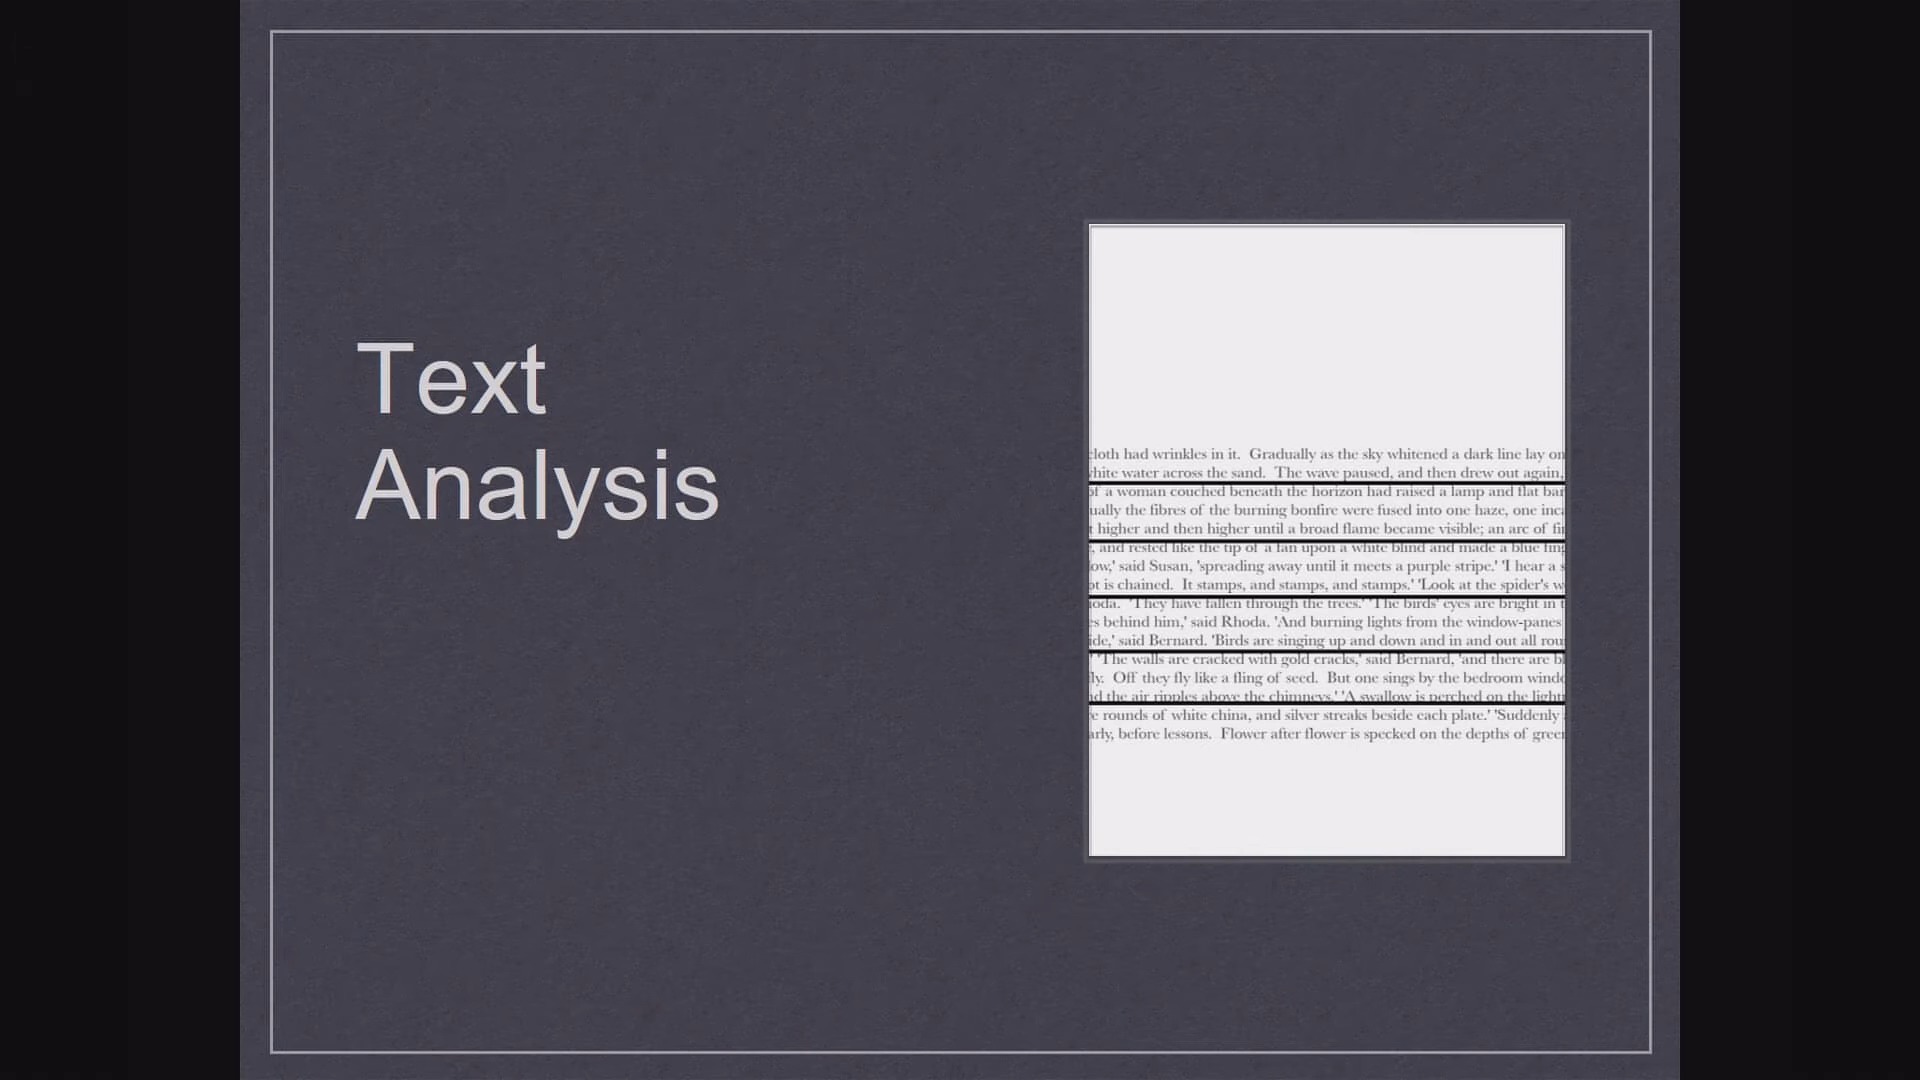 Text
Analysis
cloth had wrinkles in it. Gradually as the sky whitened a dark line lay on
white water across the sand. The wave paused, and then drew out again,
of a woman couched beneath the horizon had raised a lamp and flat bar
ually the fibres of the burning bonfire were fused into one haze, one inca
t higher and then higher until a broad flame became visible; an arc of fir
, and rested like the tip of a fan upon a white blind and made a blue fing
ow,' said Susan, 'spreading away until it meets a purple stripe.' 'I hear a s
ot is chained. It stamps, and stamps, and stamps.' 'Look at the spider's w
oda. 'They have fallen through the trees.' 'The birds' eyes are bright in t
es behind him,' said Rhoda. 'And burning lights from the window-panes
ide,' said Bernard. 'Birds are singing up and down and in and out all rou
' 'The walls are cracked with gold cracks,' said Bernard, 'and there are bl
ly. Off they fly like a fling of seed. But one sings by the bedroom windo
nd the air ripples above the chimneys.' 'A swallow is perched on the lightn
e rounds of white china, and silver streaks beside each plate.' 'Suddenly
arly, before lessons. Flower after flower is specked on the depths of green